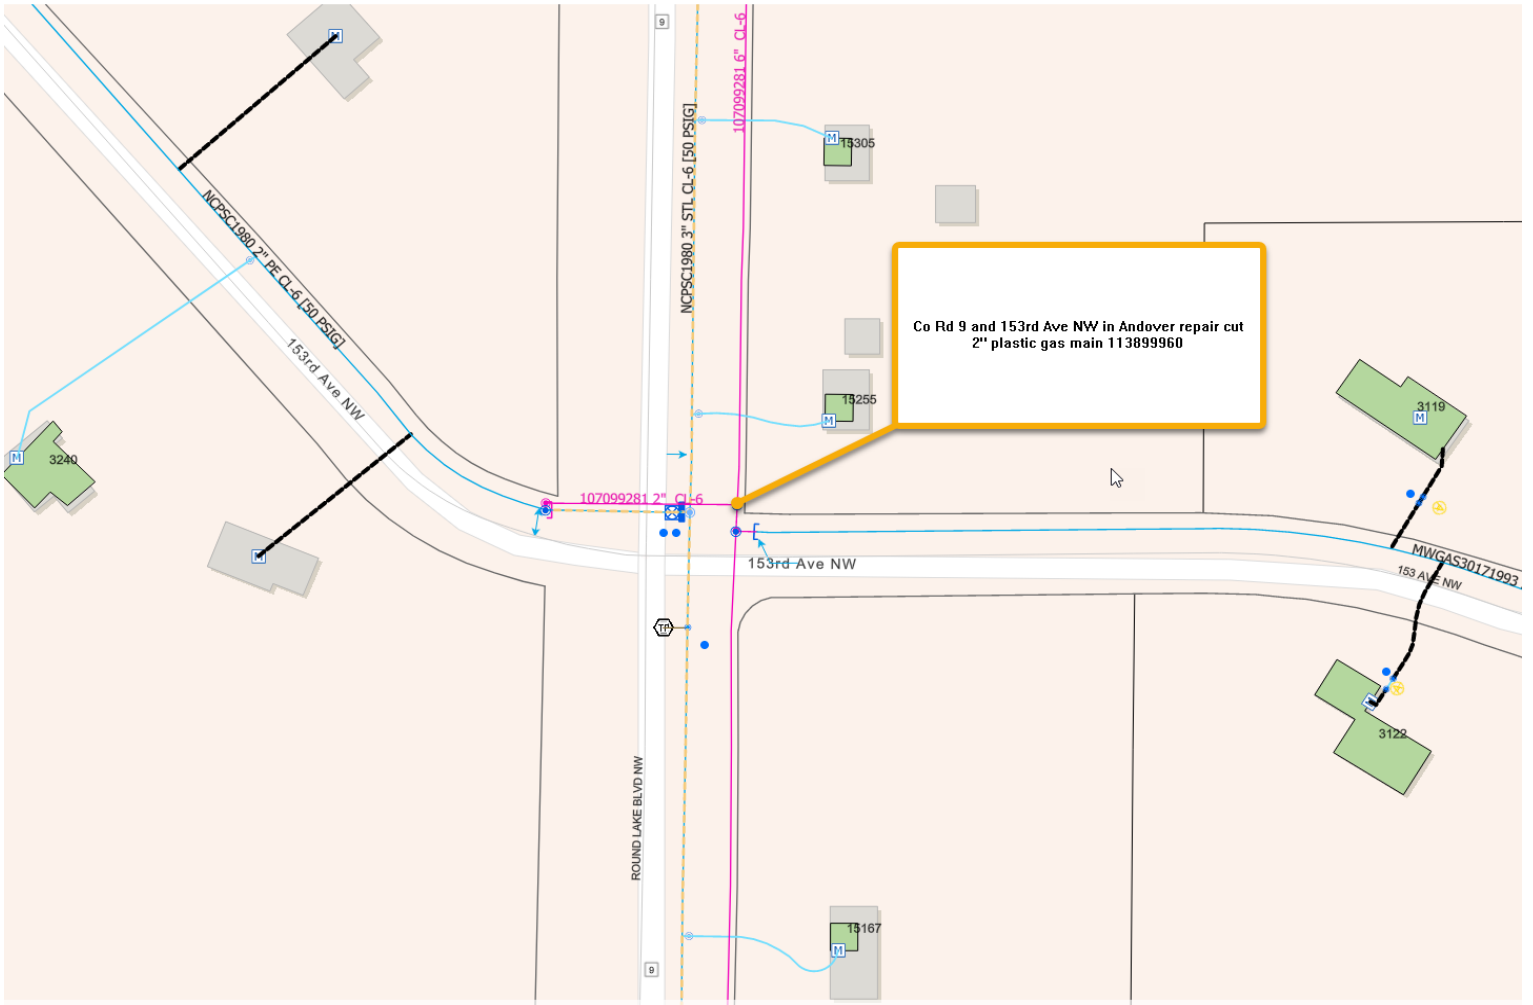 9
107099281 6" CL-6
M
NCPSC1980 3" STL CL-6 [50 PSIG]
M
15305
NCPSC1980 2" PE CL-6 [50 PSIG]
153rd Ave NW
Co Rd 9 and 153rd Ave NW in Andover repair cut
2" plastic gas main 113899960
15255
M
3119
M
M
3240
107099281 2" CL-6
M
153rd Ave NW
MWGAS30171993
153 AVE NW
M
3122
ROUND LAKE BLVD NW
15167
M
9